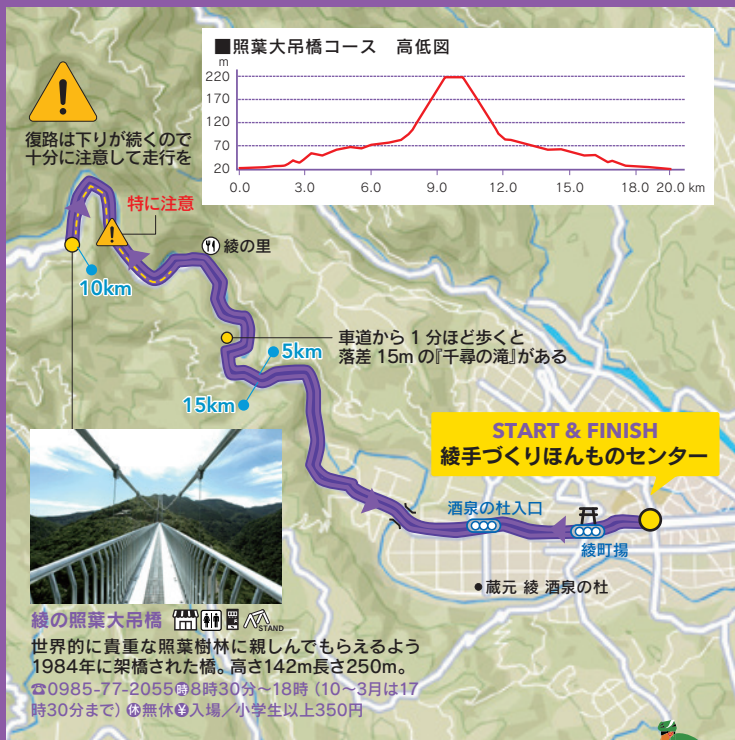 ■照葉大吊橋コース　高低図
m
220
170
120
70
20
0.0 3.0 6.0 9.0 12.0 15.0 18.0 20.0 km
!
復路は下りが続くので
十分に注意して走行を
特に注意
!
綾の里
10km
車道から1分ほど歩くと
落差15mの『千尋の滝』がある
5km
15km
START & FINISH
綾手づくりほんものセンター
酒泉の杜入口
綾町揚
●蔵元 綾 酒泉の杜
綾の照葉大吊橋
STAND
世界的に貴重な照葉樹林に親しんでもらえるよう
1984年に架橋された橋。高さ142m長さ250m。
☎0985-77-2055時8時30分〜18時（10〜3月は17
時30分まで）休無休¥入場／小学生以上350円